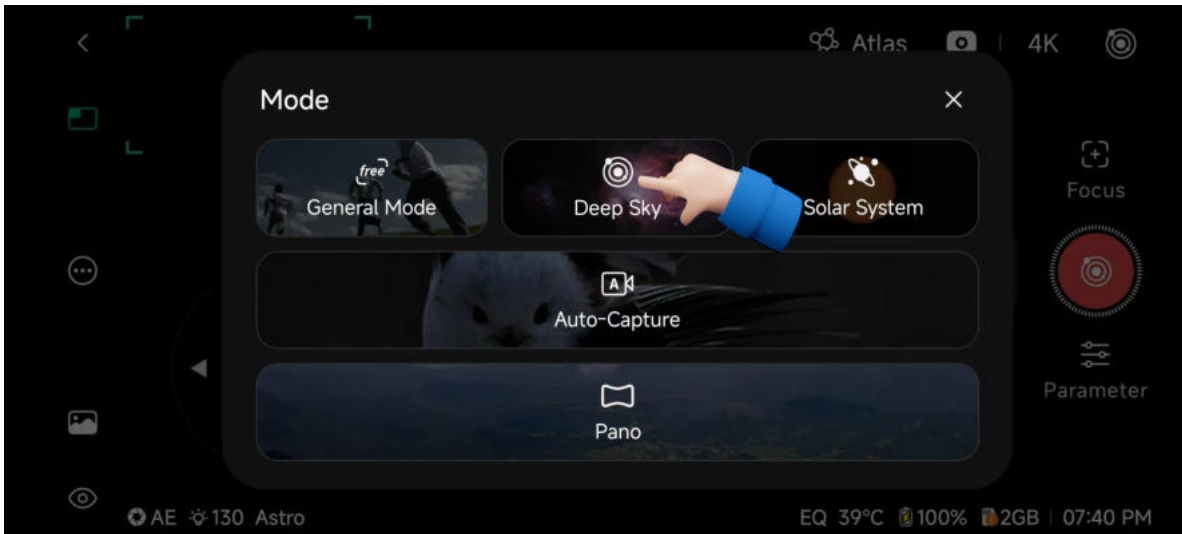 Atlas
4K
Mode
free
General Mode
Deep Sky
Solar System
Focus
A
Auto-Capture
Parameter
Pano
AE 130 Astro
EQ 39°C 100% 2GB 07:40 PM